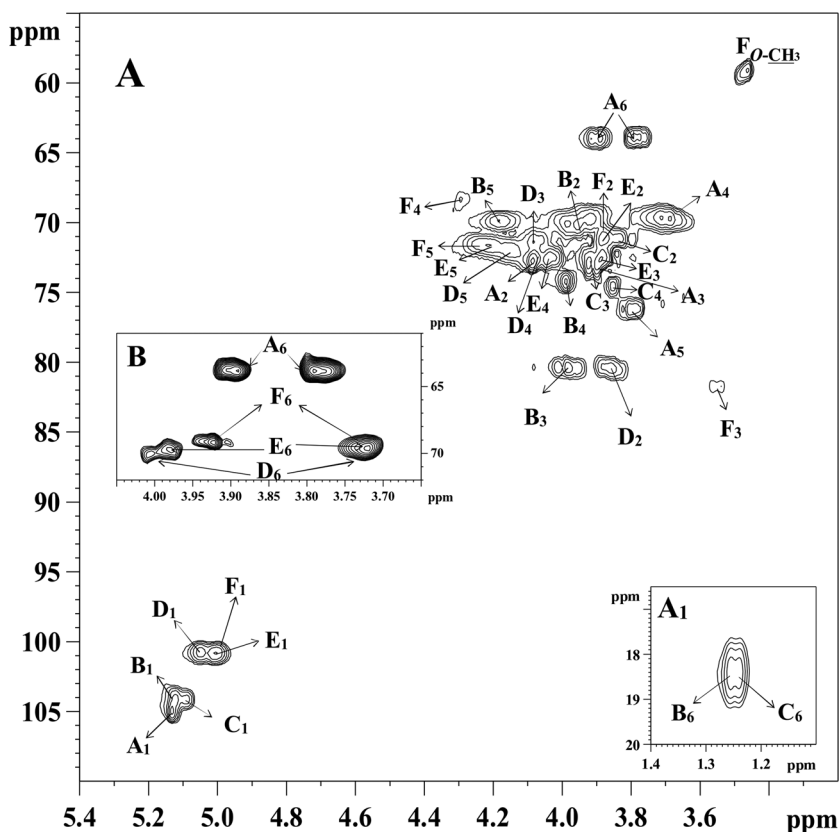 ppm
60
65
70
75
80
85
90
95
100
105
A
F O-CH3
A6
B5
D3
B2
F2
E2
A4
F4
F5
E5
D5
A2
D4
E4
B4
C3
C2
E3
C4
A3
A5
B3
D2
F3
B
A6
F6
E6
D6
ppm
65
70
4.00 3.95 3.90 3.85 3.80 3.75 3.70 ppm
D1
F1
E1
B1
A1
C1
A1
ppm
18
19
20
B6
C6
1.4 1.3 1.2 ppm
5.4 5.2 5.0 4.8 4.6 4.4 4.2 4.0 3.8 3.6 ppm